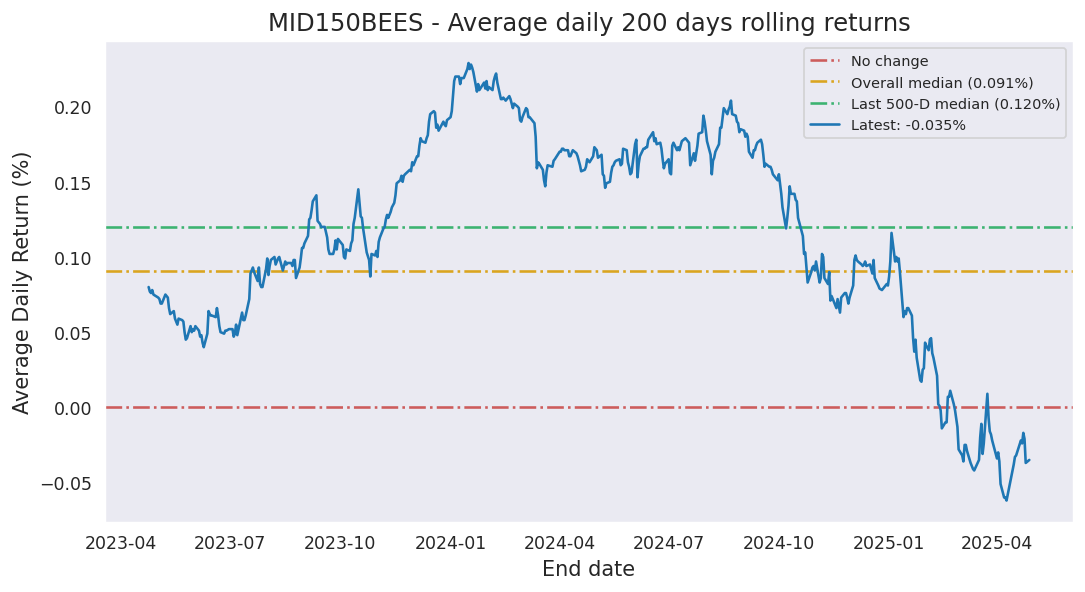 MID150BEES - Average daily 200 days rolling returns
No change
Overall median (0.091%)
Last 500-D median (0.120%)
Latest: -0.035%
Average Daily Return (%)
0.20
0.15
0.10
0.05
0.00
−0.05
2023-04 2023-07 2023-10 2024-01 2024-04 2024-07 2024-10 2025-01 2025-04
End date